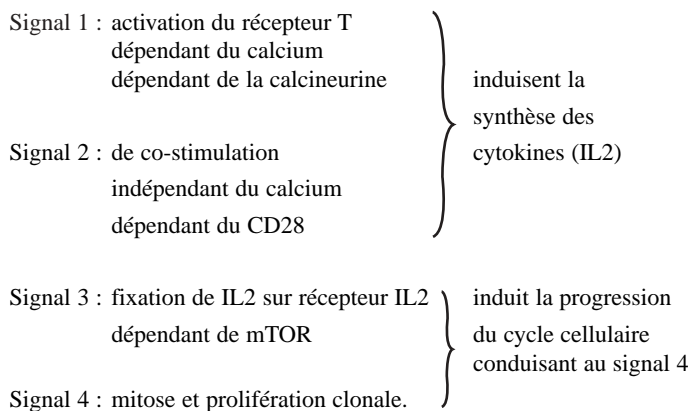 Signal 1 : activation du récepteur T
dépendant du calcium
dépendant de la calcineurine
induisent la
synthèse des
cytokines (IL2)
Signal 2 : de co-stimulation
indépendant du calcium
dépendant du CD28
Signal 3 : fixation de IL2 sur récepteur IL2
dépendant de mTOR
induit la progression
du cycle cellulaire
conduisant au signal 4
Signal 4 : mitose et prolifération clonale.